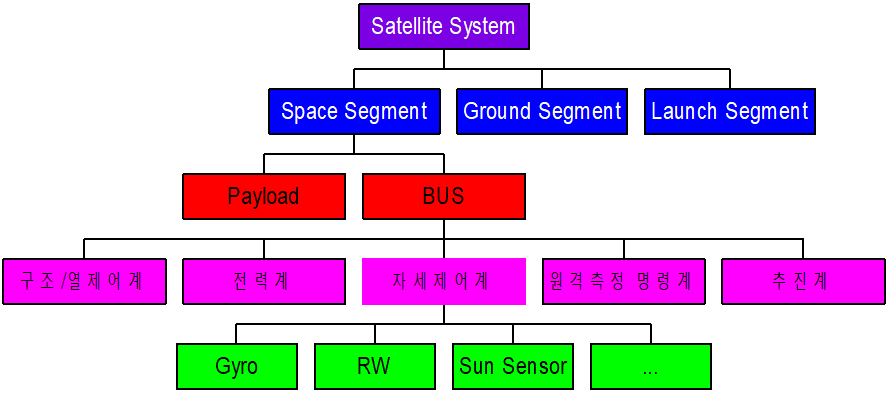 Satellite System
Space Segment
Ground Segment
Launch Segment
Payload
BUS
구조/열제어계
전력계
자세제어계
원격측정 명령계
추진계
Gyro
RW
Sun Sensor
...